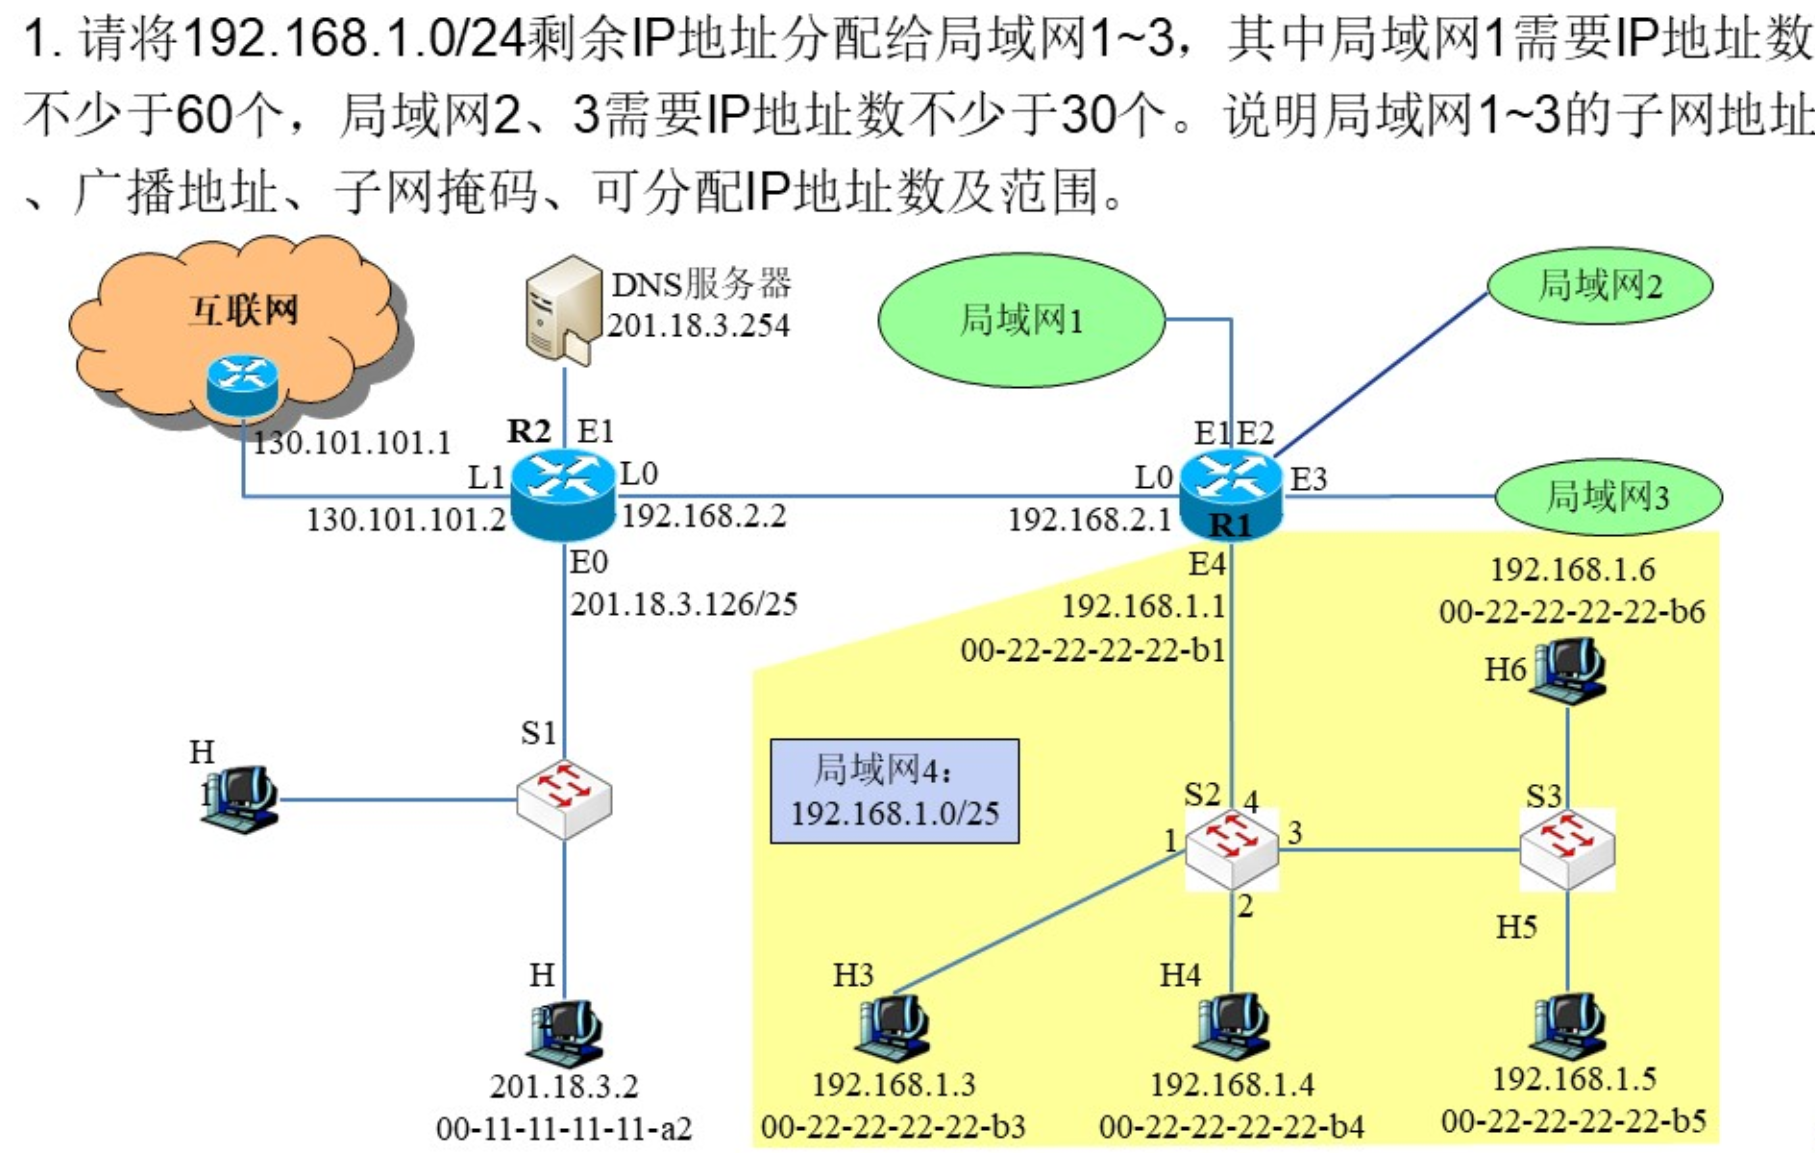 1. 请将192.168.1.0/24剩余IP地址分配给局域网1~3，其中局域网1需要IP地址数
不少于60个，局域网2、3需要IP地址数不少于30个。说明局域网1~3的子网地址
、广播地址、子网掩码、可分配IP地址数及范围。
互联网
DNS服务器
201.18.3.254
局域网1
局域网2
130.101.101.1
R2
E1
E1
E2
L1
L0
L0
E3
局域网3
130.101.101.2
192.168.2.2
192.168.2.1
R1
E0
201.18.3.126/25
E4
192.168.1.1
00-22-22-22-22-b1
192.168.1.6
00-22-22-22-22-b6
H6
S1
H
1
局域网4：
192.168.1.0/25
S2
4
1
3
2
S3
H5
H
2
201.18.3.2
00-11-11-11-11-a2
H3
192.168.1.3
00-22-22-22-22-b3
H4
192.168.1.4
00-22-22-22-22-b4
192.168.1.5
00-22-22-22-22-b5